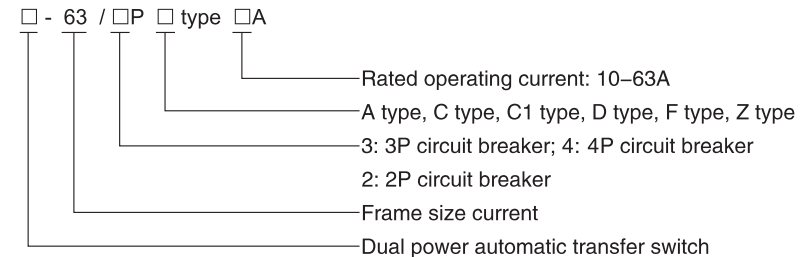 □ - 63 / □P □ type □A
Rated operating current: 10–63A
A type, C type, C1 type, D type, F type, Z type
3: 3P circuit breaker; 4: 4P circuit breaker
2: 2P circuit breaker
Frame size current
Dual power automatic transfer switch